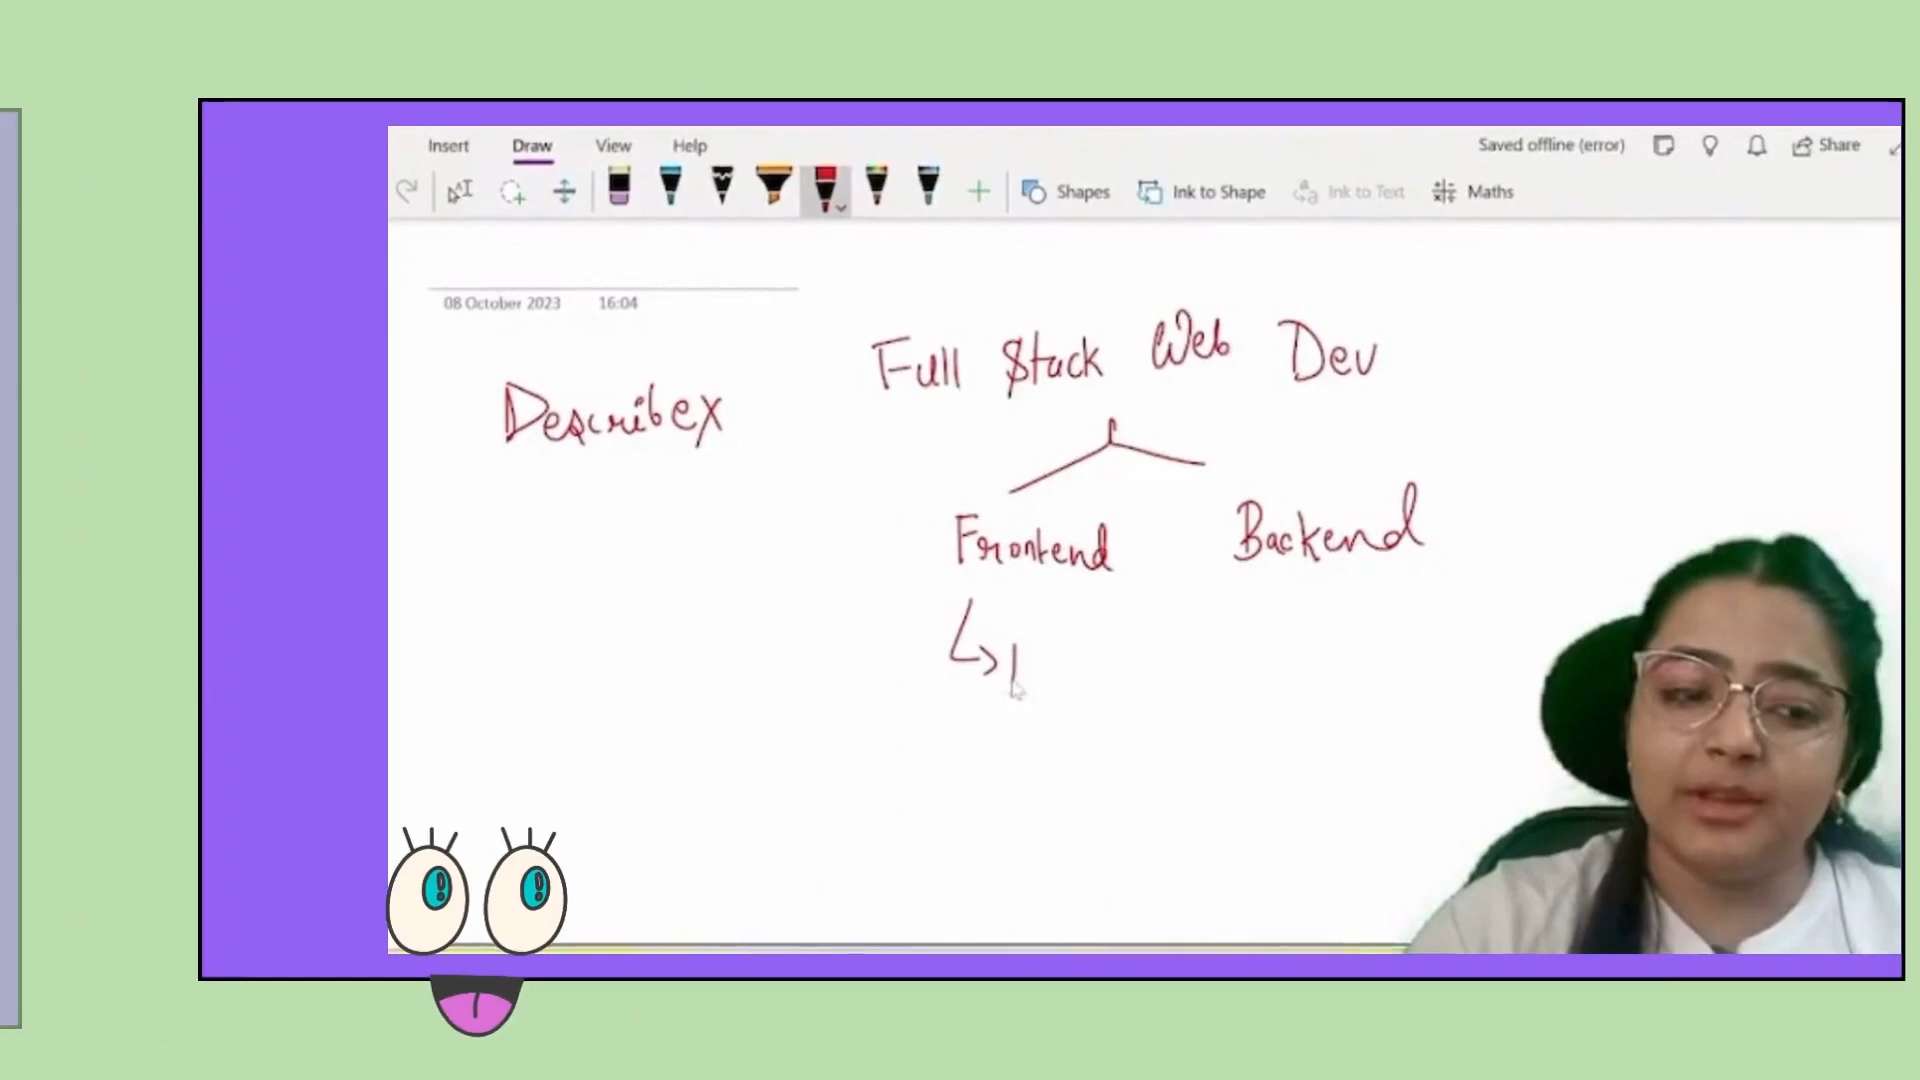 Insert Draw View Help Saved offline (error) Share
Shapes Ink to Shape Ink to Text Maths
08 October 2023 16:04
Full Stack Web Dev
Describex
Frontend Backend